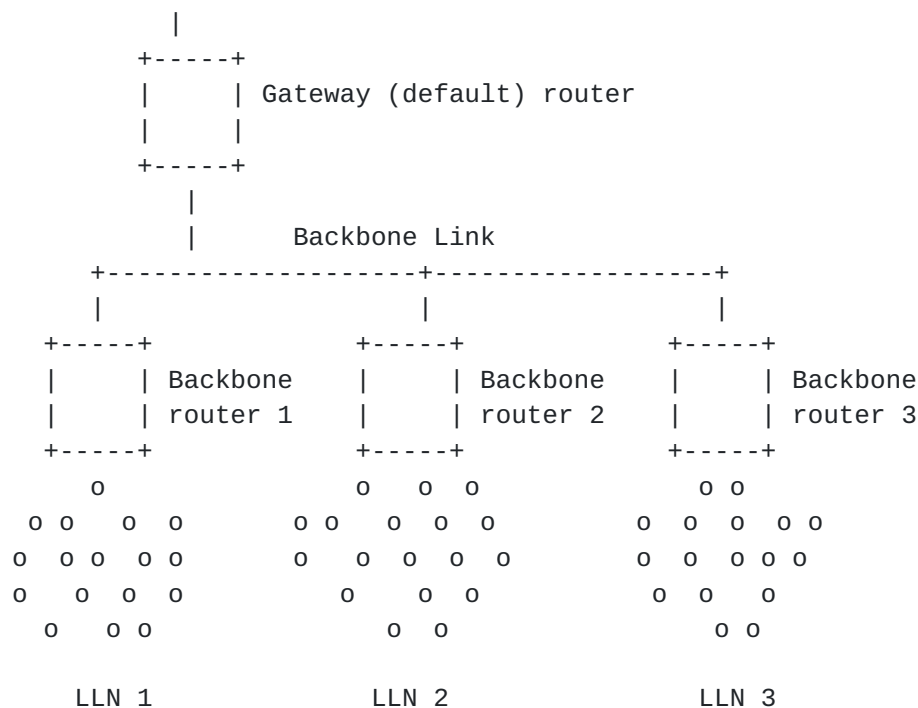 Gateway (default) router
Backbone Link
Backbone Backbone Backbone
router 1 router 2 router 3
o o o o o o
o o o o o o o o o o o o o o o
o o o o o o o o o o o o o o o o o
o o o o o o o o o o
o o o o o o o
LLN 1 LLN 2 LLN 3